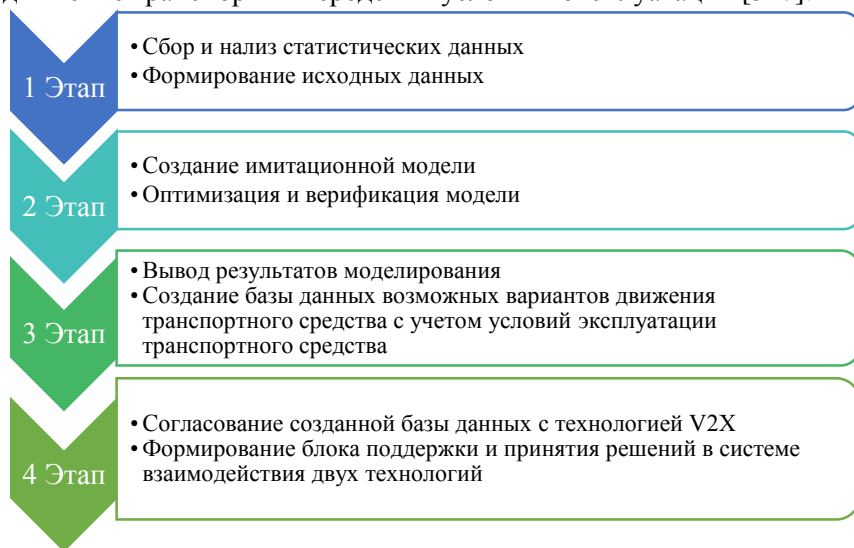 1 Этап
• Сбор и нализ статистических данных
• Формирование исходных данных
2 Этап
• Создание имитационной модели
• Оптимизация и верификация модели
3 Этап
• Вывод результатов моделирования
• Создание базы данных возможных вариантов движения
транспортного средства с учетом условий эксплуатации
транспортного средства
4 Этап
• Согласование созданной базы данных с технологией V2X
• Формирование блока поддержки и принятия решений в системе
взаимодействия двух технологий